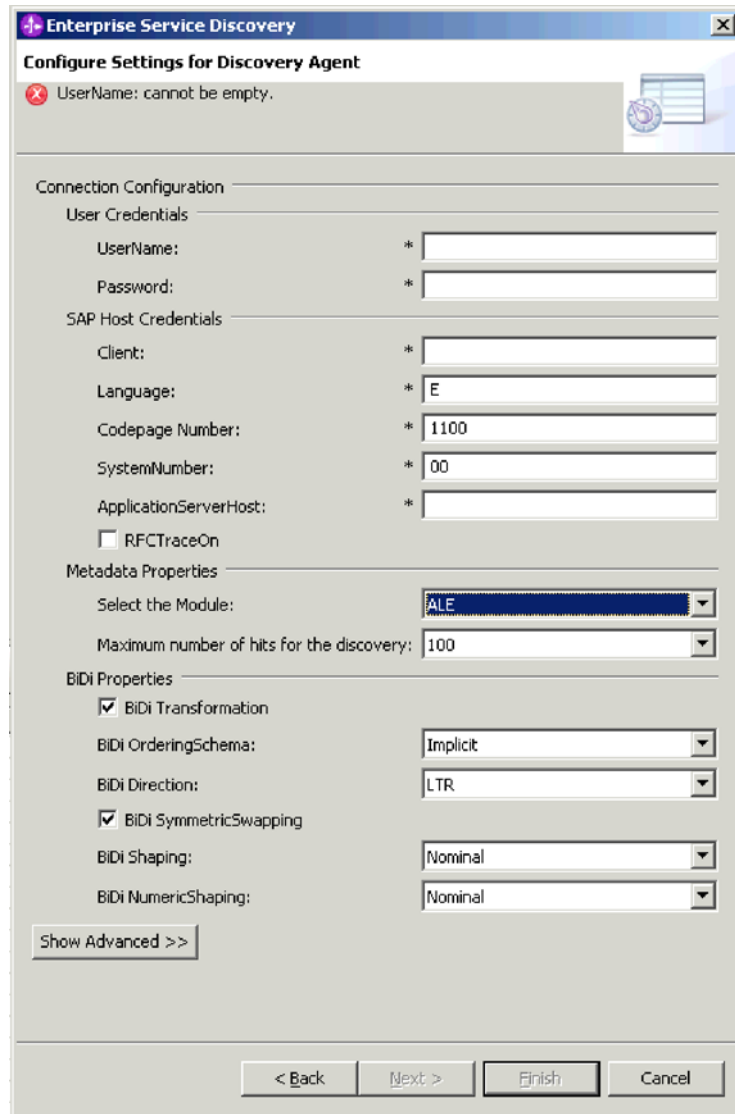 Enterprise Service Discovery
Configure Settings for Discovery Agent
UserName: cannot be empty.
Connection Configuration
User Credentials
UserName: *
Password: *
SAP Host Credentials
Client: *
Language: * E
Codepage Number: * 1100
SystemNumber: * 00
ApplicationServerHost: *
RFCTraceOn
Metadata Properties
Select the Module: ALE
Maximum number of hits for the discovery: 100
BiDi Properties
BiDi Transformation
BiDi OrderingSchema: Implicit
BiDi Direction: LTR
BiDi SymmetricSwapping
BiDi Shaping: Nominal
BiDi NumericShaping: Nominal
Show Advanced >>
< Back Next > Finish Cancel